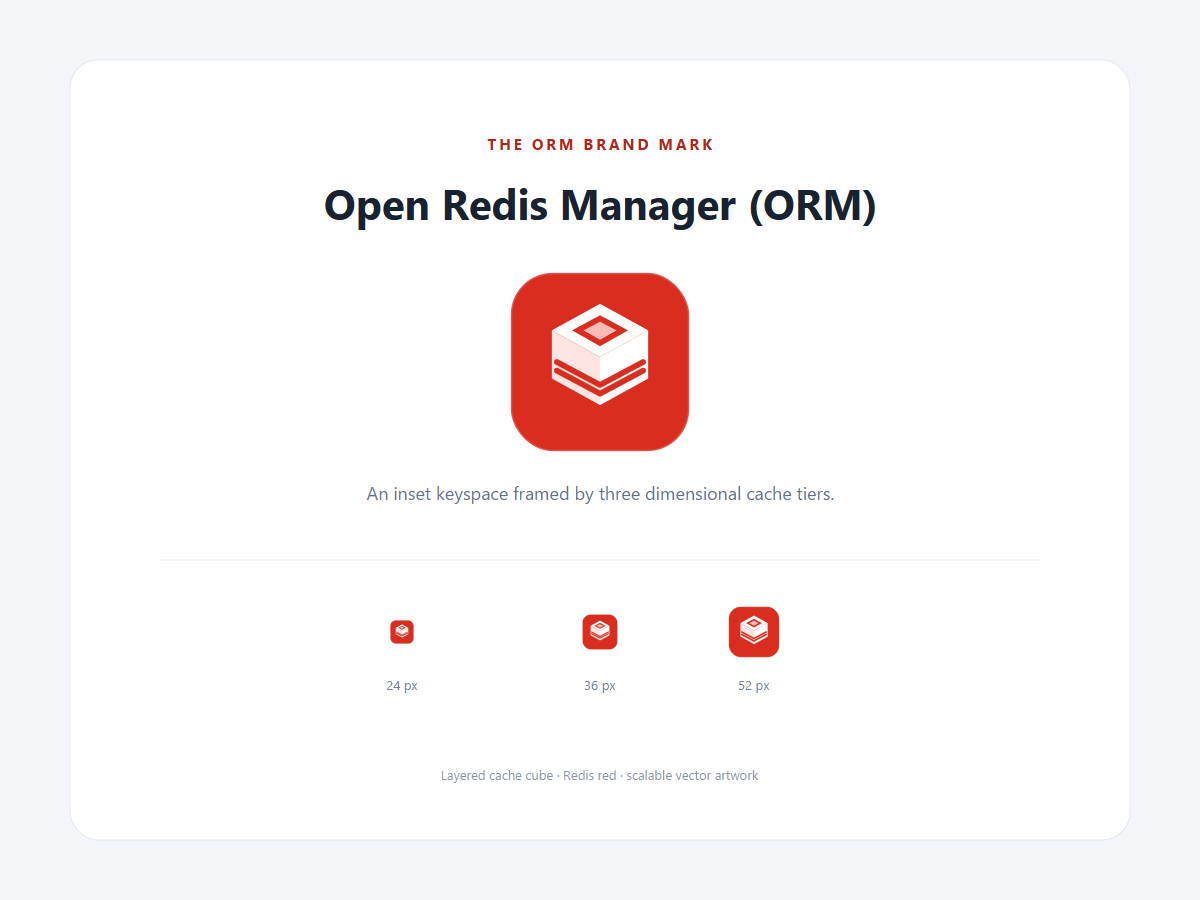 THE ORM BRAND MARK
Open Redis Manager (ORM)
An inset keyspace framed by three dimensional cache tiers.
24 px
36 px
52 px
Layered cache cube · Redis red · scalable vector artwork